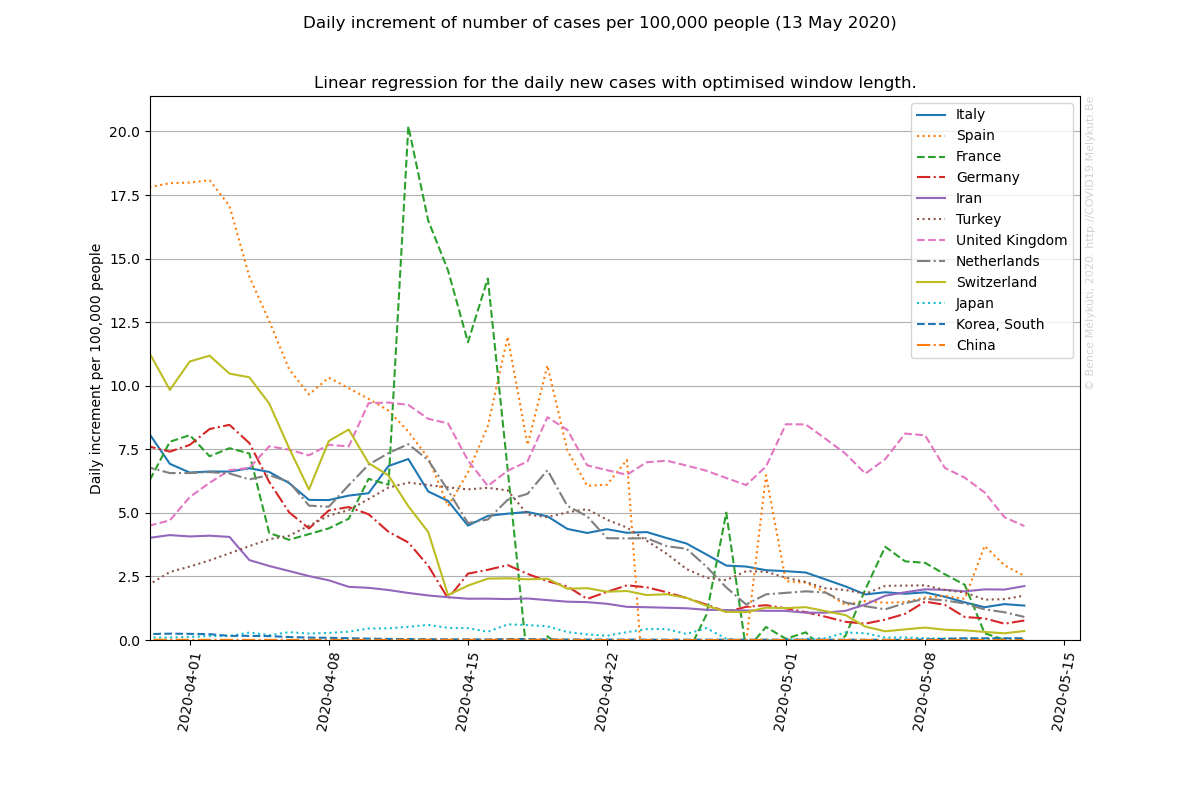 Daily increment of number of cases per 100,000 people (13 May 2020)
Linear regression for the daily new cases with optimised window length.
Daily increment per 100,000 people
20.0
17.5
15.0
12.5
10.0
7.5
5.0
2.5
0.0
2020-04-01
2020-04-08
2020-04-15
2020-04-22
2020-05-01
2020-05-08
2020-05-15
Italy
Spain
France
Germany
Iran
Turkey
United Kingdom
Netherlands
Switzerland
Japan
Korea, South
China
© Bence Mélykúti, 2020. http://COVID19.Melykuti.Be